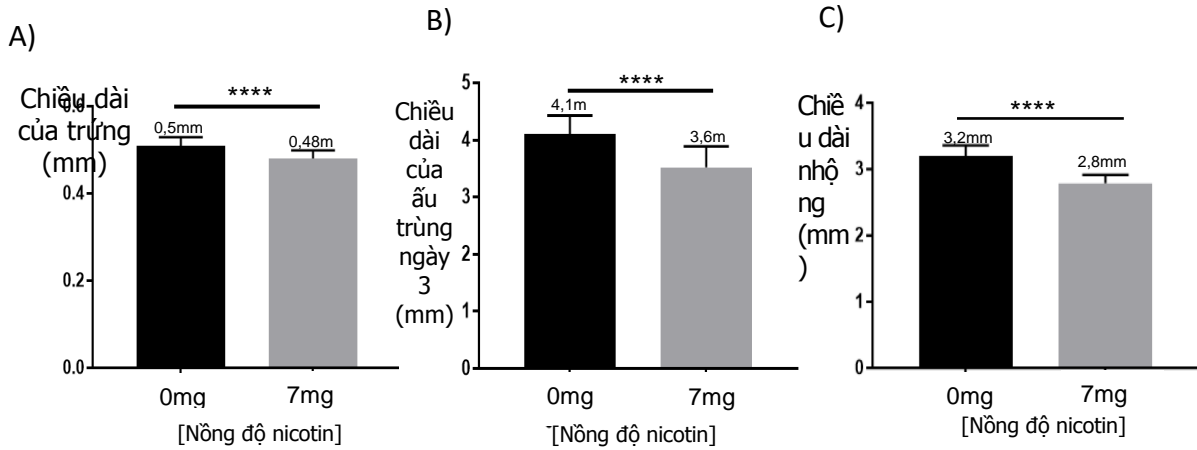 A)
Chiều dài
của trứng
(mm)
0.6
0.4
0.2
0.0
****
0,5mm
0,48m
0mg
7mg
[Nồng độ nicotin]
B)
Chiều
dài
của
ấu
trùng
ngày
3
(mm)
5
4
3
2
1
0
****
4,1m
3,6m
0mg
7mg
[Nồng độ nicotin]
C)
Chiề
u dài
nhộ
ng
(mm
)
4
3
2
1
0
****
3,2mm
2,8mm
0mg
7mg
[Nồng độ nicotin]